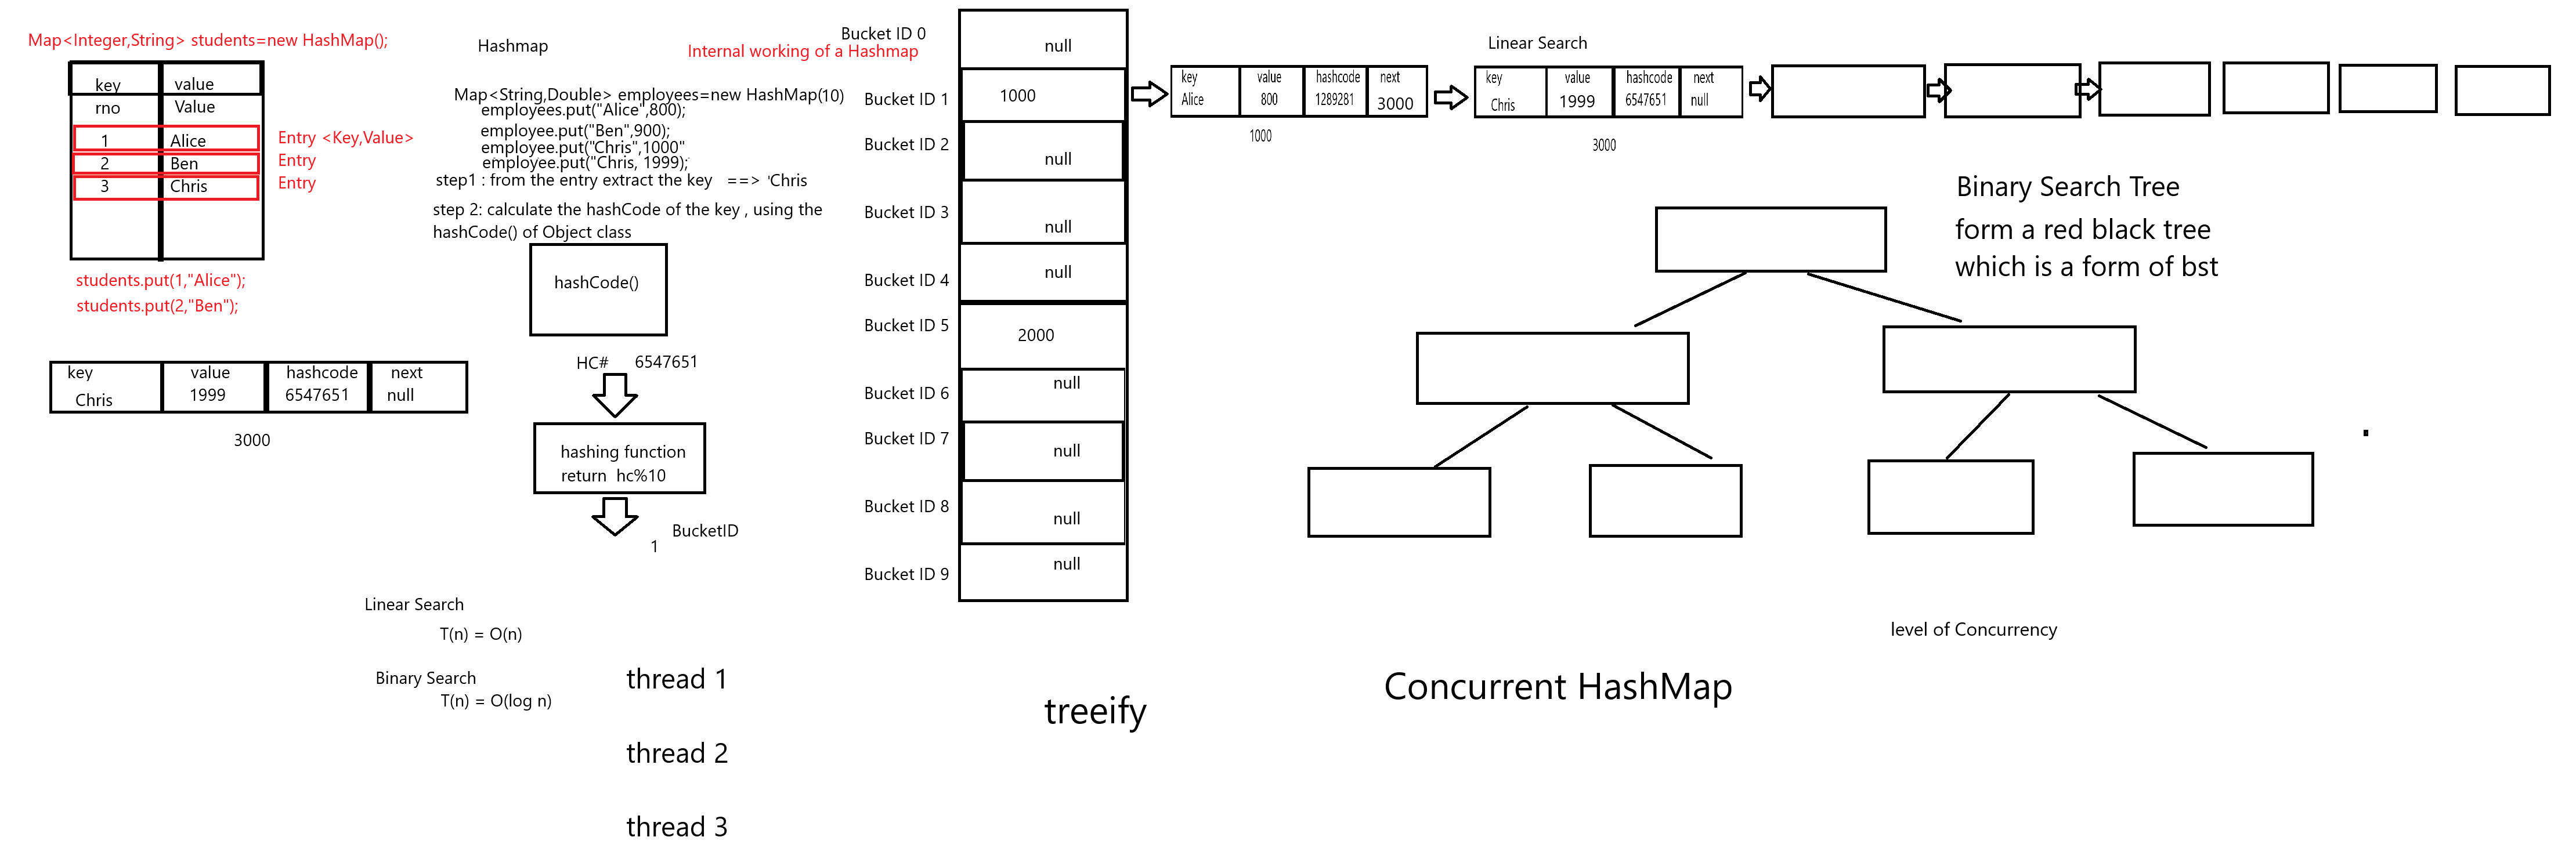 Map<Integer,String> students=new HashMap();
key value
rno Value
1 Alice
2 Ben
3 Chris
Entry <Key,Value>
Entry
Entry
students.put(1,"Alice");
students.put(2,"Ben");
key value hashcode next
Chris 1999 6547651 null
3000
Hashmap
Internal working of a Hashmap
Map<String,Double> employees=new HashMap(10)
employees.put("Alice",800);
employee.put("Ben",900);
employee.put("Chris",1000"
employee.put("Chris, 1999);
step1 : from the entry extract the key ==> 'Chris
step 2: calculate the hashCode of the key , using the
hashCode() of Object class
hashCode()
HC# 6547651
hashing function
return hc%10
BucketID
1
Linear Search
T(n) = O(n)
Binary Search
T(n) = O(log n)
thread 1
thread 2
thread 3
Bucket ID 0 null
Bucket ID 1 1000
Bucket ID 2 null
Bucket ID 3 null
Bucket ID 4 null
Bucket ID 5 2000
Bucket ID 6 null
Bucket ID 7 null
Bucket ID 8 null
Bucket ID 9 null
treeify
Linear Search
key value hashcode next
Alice 800 1289281 3000
1000
key value hashcode next
Chris 1999 6547651 null
3000
Binary Search Tree
form a red black tree
which is a form of bst
level of Concurrency
Concurrent HashMap